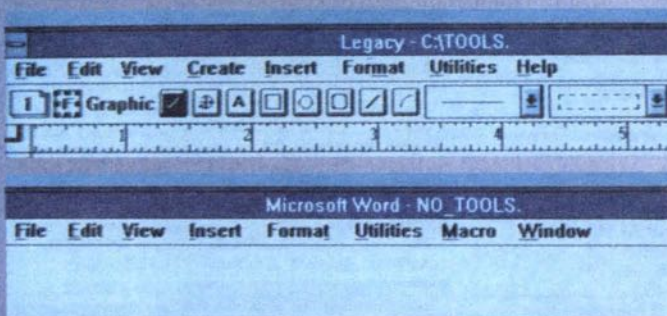 Legacy - C:\TOOLS.
File Edit View Create Insert Format Utilities Help
1 F Graphic A
1 2 3 4 5
Microsoft Word - NO_TOOLS.
File Edit View Insert Format Utilities Macro Window